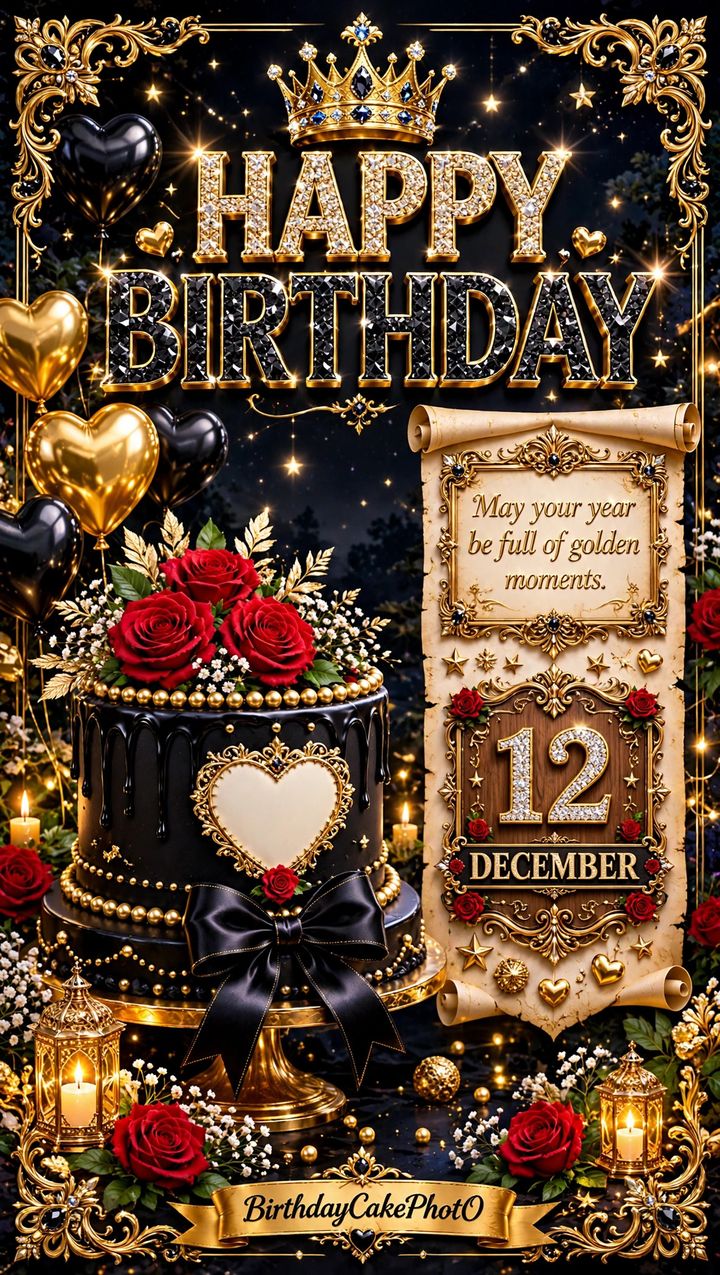 HAPPY
BIRTHDAY
May your year
be full of golden
moments.
12
DECEMBER
BirthdayCakePhotO